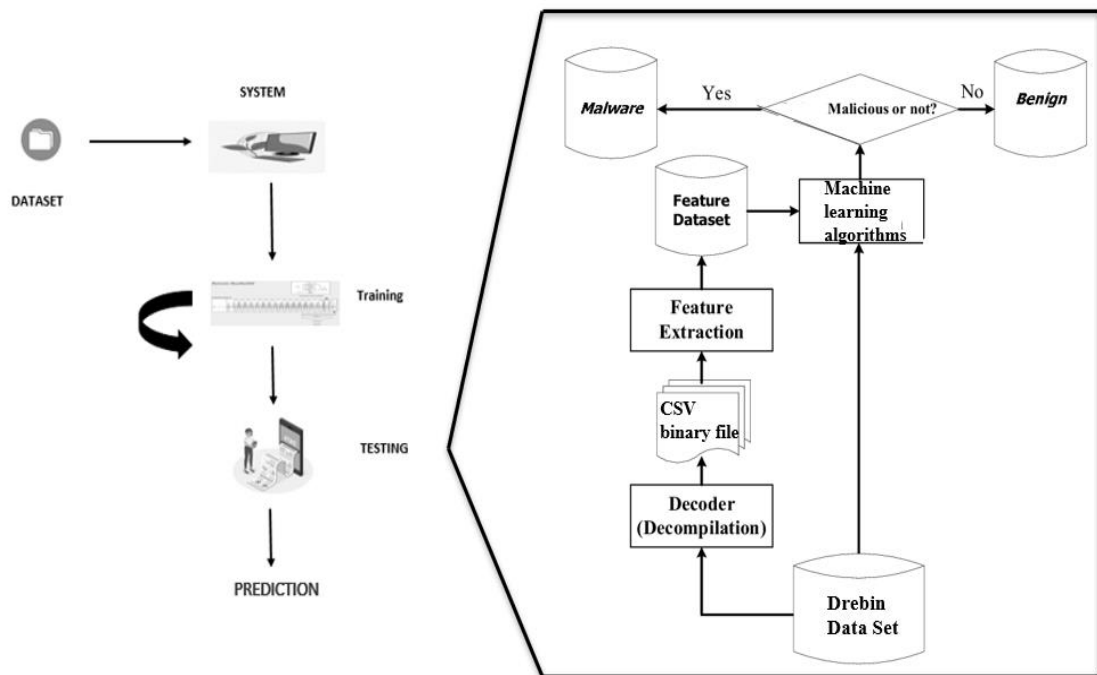 SYSTEM
DATASET
Training
TESTING
PREDICTION
Malware
Yes
Malicious or not?
No
Benign
Feature
Dataset
Machine
learning
algorithms
Feature
Extraction
CSV
binary file
Decoder
(Decompilation)
Drebin
Data Set